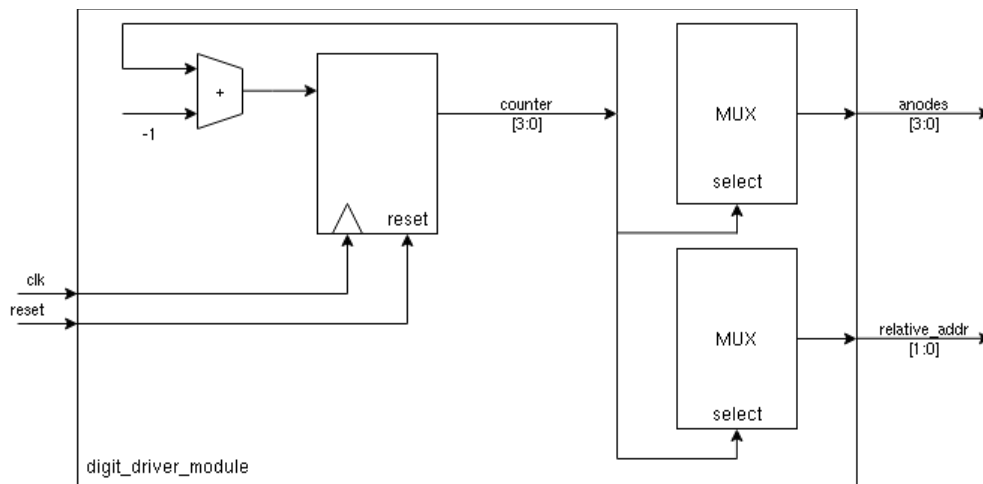 +
-1
counter
[3:0]
reset
clk
reset
MUX
select
anodes
[3:0]
MUX
select
relative_addr
[1:0]
digit_driver_module